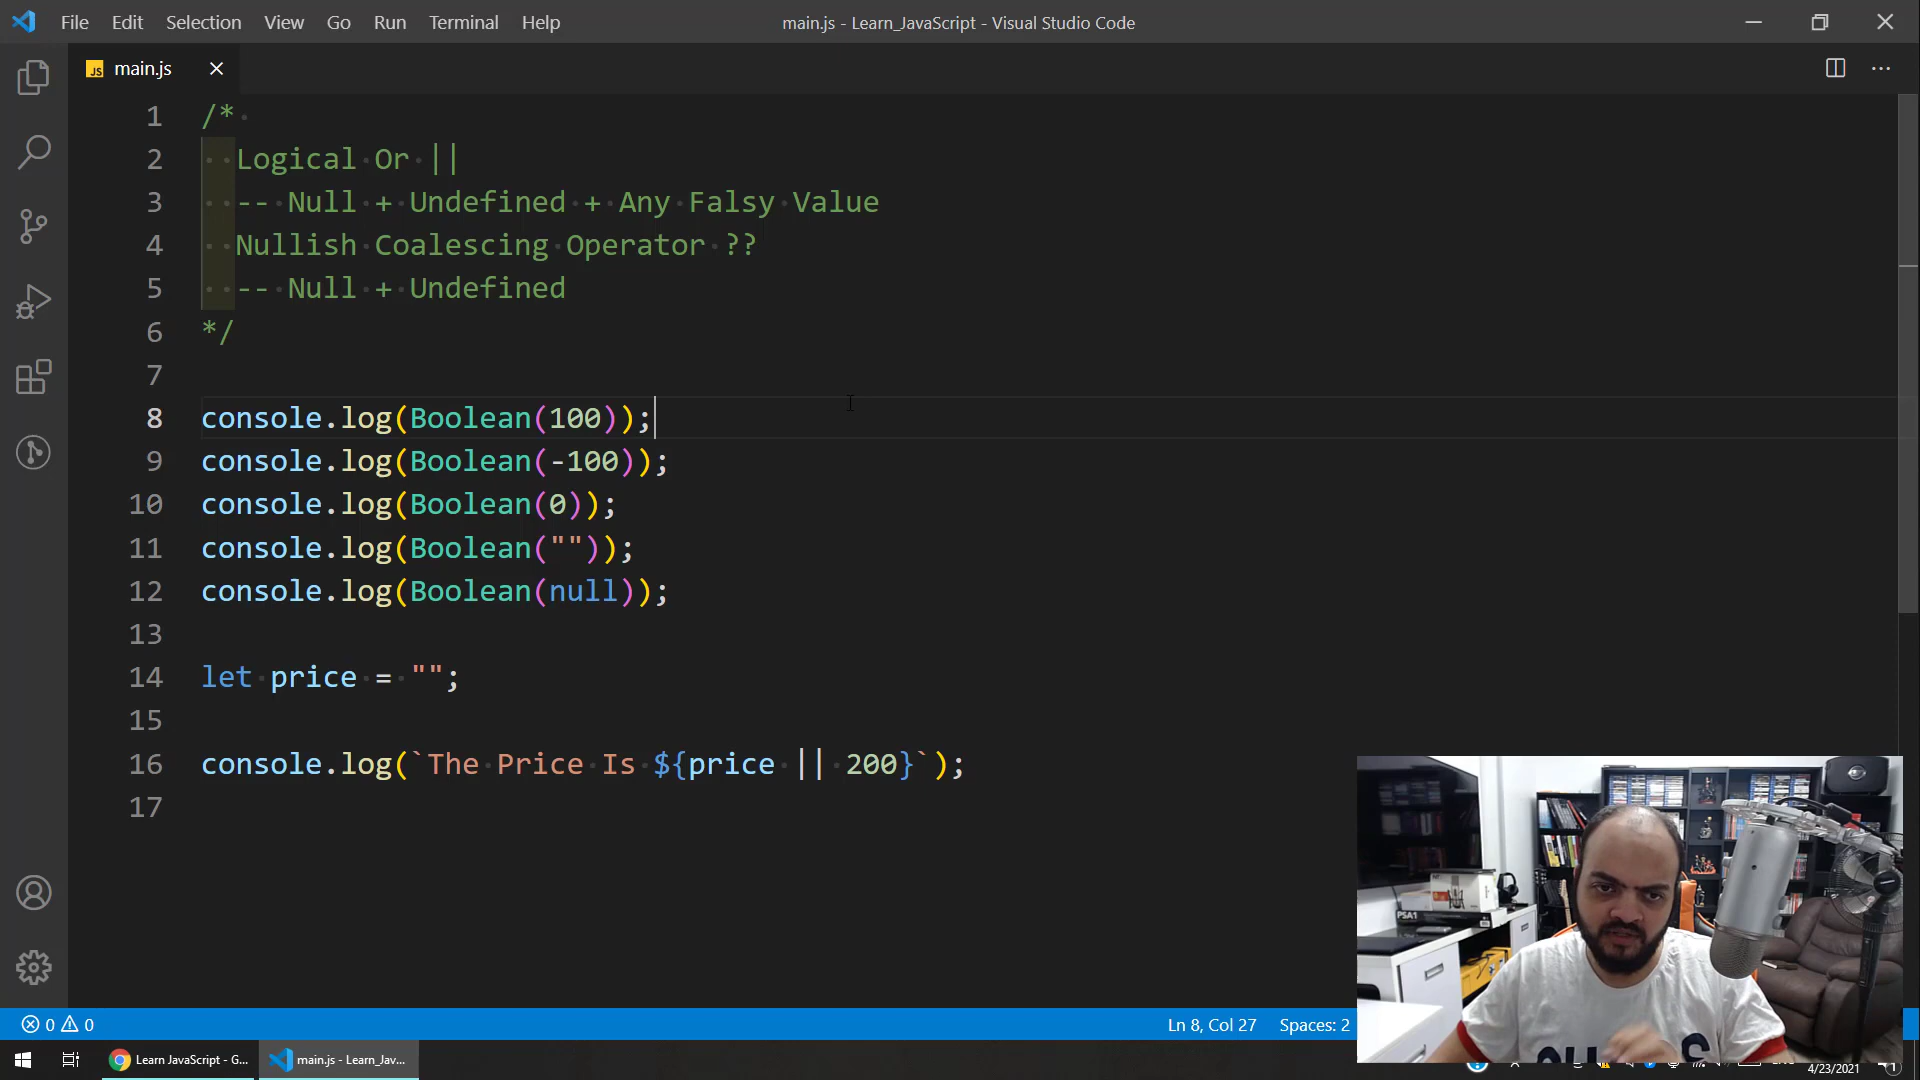 File Edit Selection View Go Run Terminal Help
main.js - Learn_JavaScript - Visual Studio Code
JS main.js
1 /*
2 Logical Or ||
3 -- Null + Undefined + Any Falsy Value
4 Nullish Coalescing Operator ??
5 -- Null + Undefined
6 */
7
8 console.log(Boolean(100));
9 console.log(Boolean(-100));
10 console.log(Boolean(0));
11 console.log(Boolean(""));
12 console.log(Boolean(null));
13
14 let price = "";
15
16 console.log(`The Price Is ${price || 200}`);
17
PSA1
0 0
Ln 8, Col 27 Spaces: 2
Learn JavaScript - G...
main.js - Learn_Jav...
4/23/2021